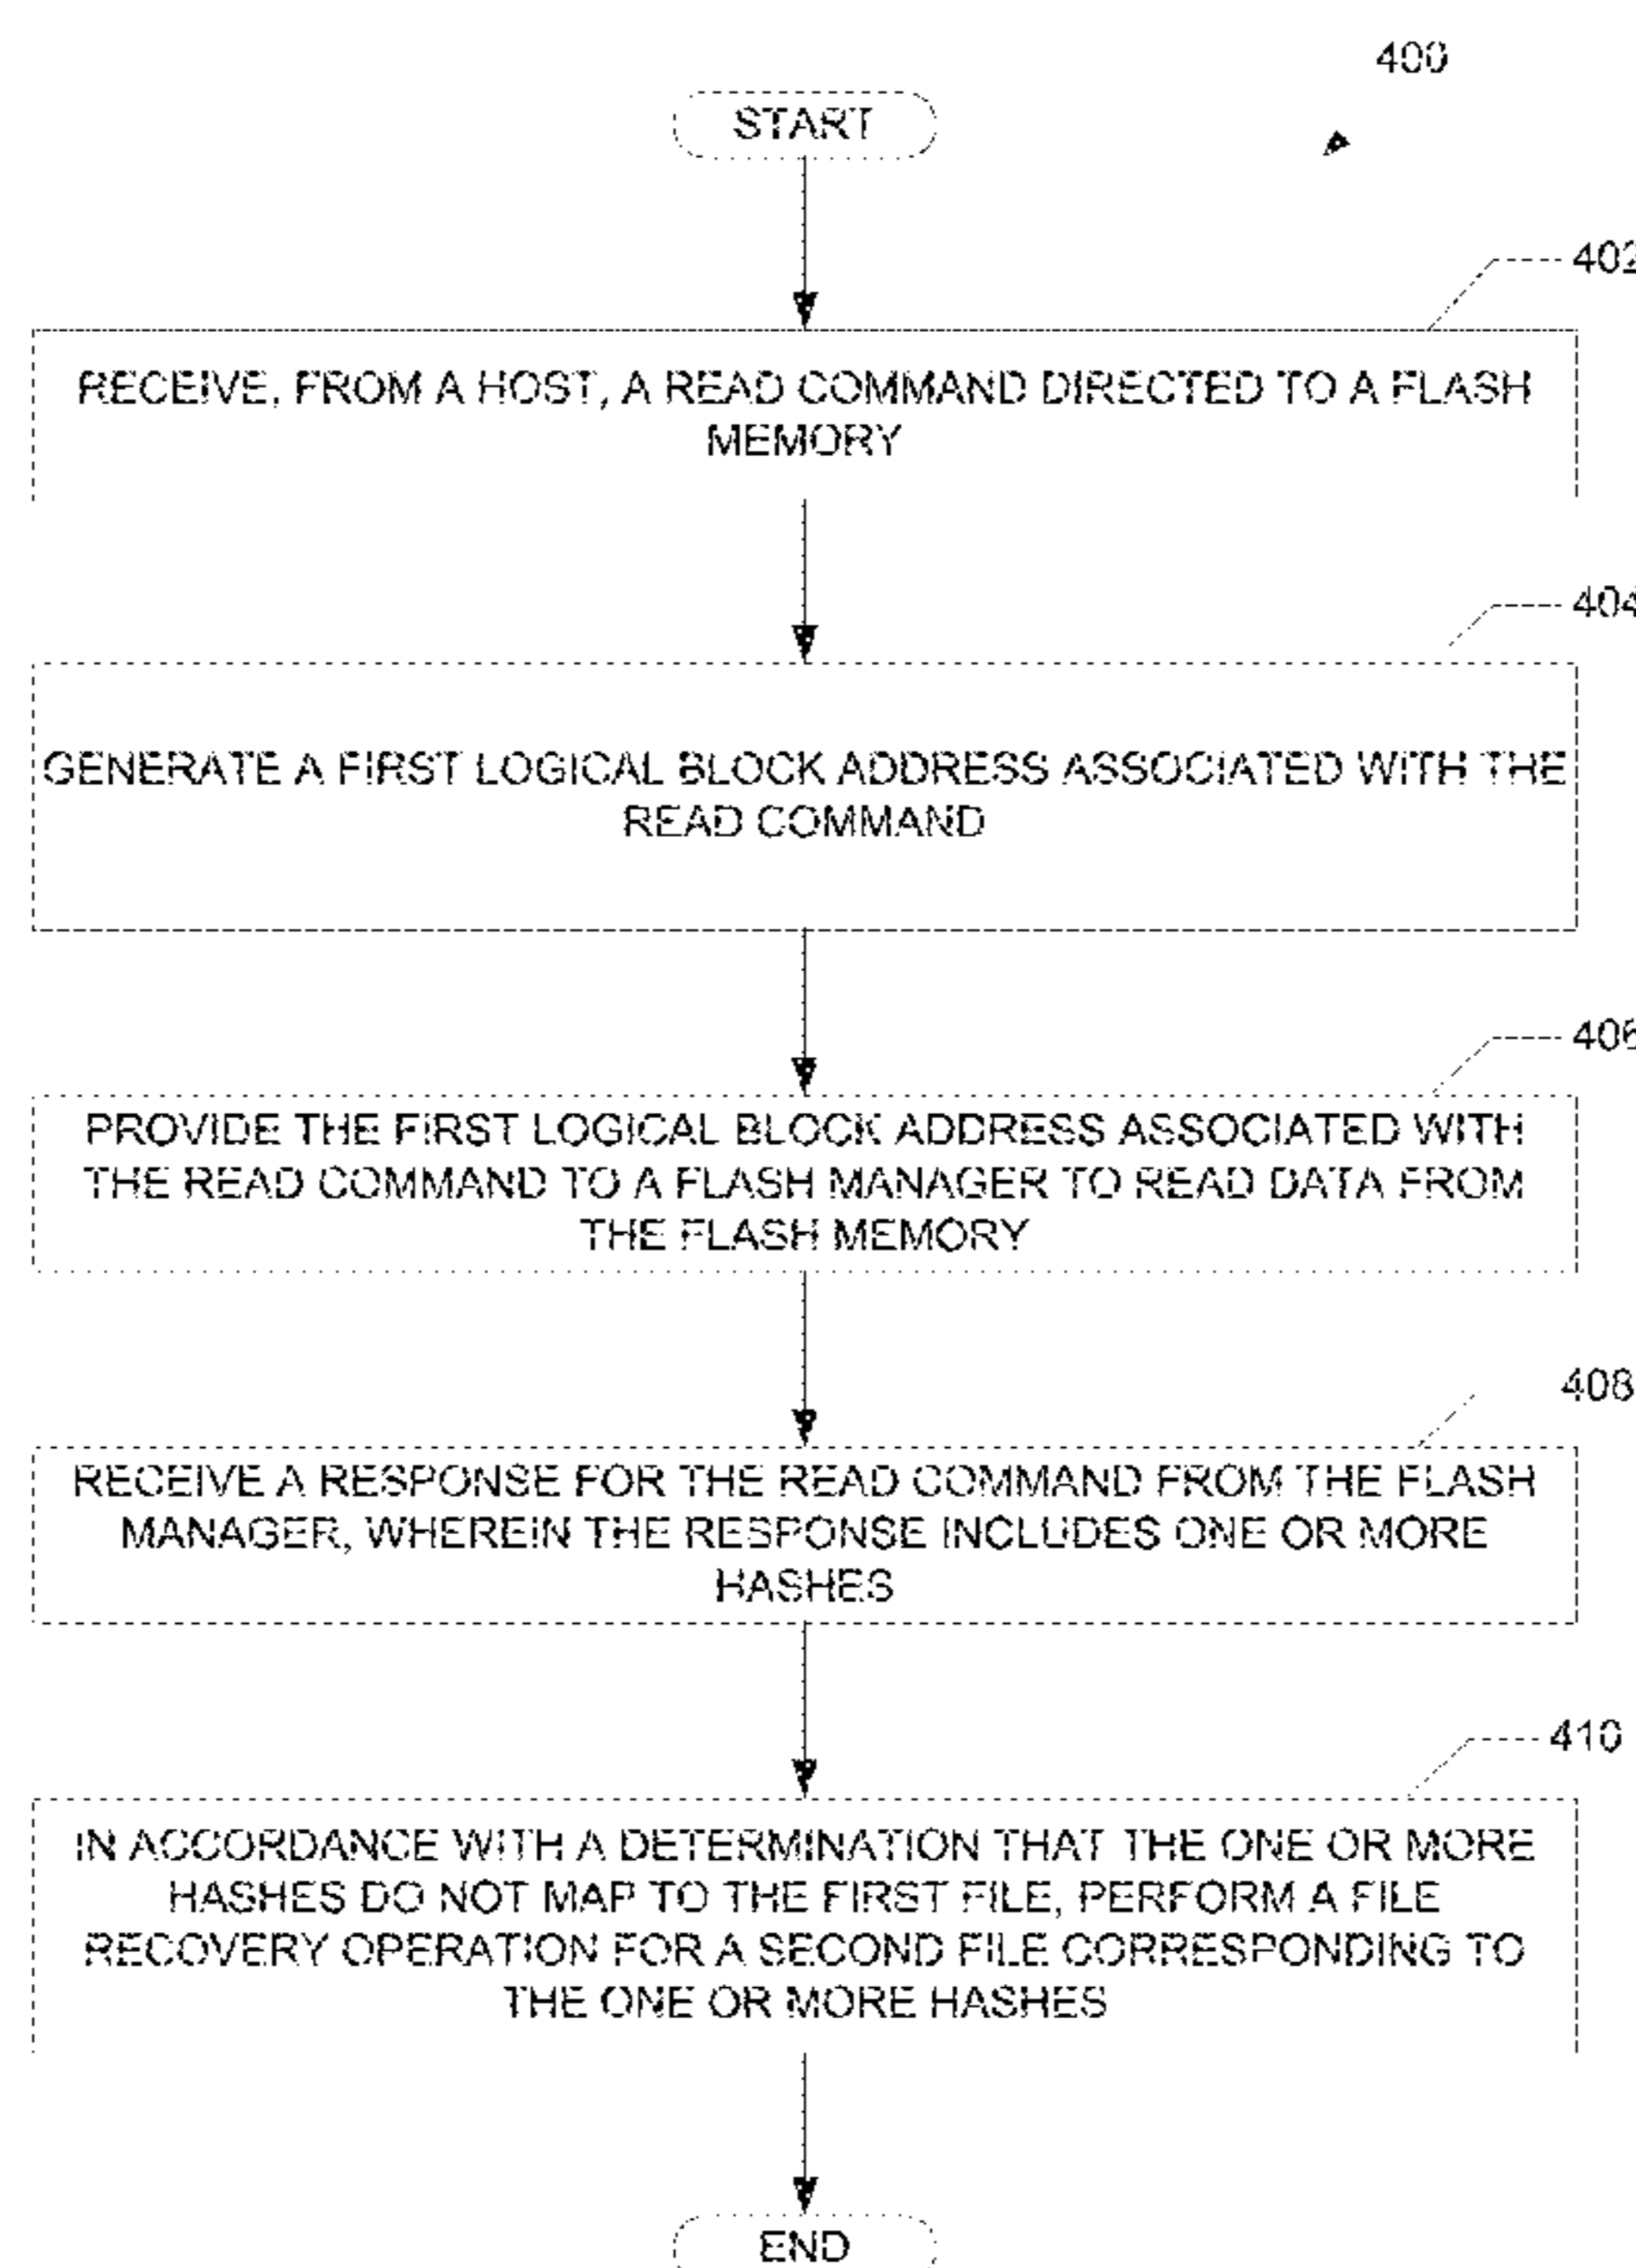 400
START
402
RECEIVE, FROM A HOST, A READ COMMAND DIRECTED TO A FLASH
MEMORY
404
GENERATE A FIRST LOGICAL BLOCK ADDRESS ASSOCIATED WITH THE
READ COMMAND
406
PROVIDE THE FIRST LOGICAL BLOCK ADDRESS ASSOCIATED WITH
THE READ COMMAND TO A FLASH MANAGER TO READ DATA FROM
THE FLASH MEMORY
408
RECEIVE A RESPONSE FOR THE READ COMMAND FROM THE FLASH
MANAGER, WHEREIN THE RESPONSE INCLUDES ONE OR MORE
HASHES
410
IN ACCORDANCE WITH A DETERMINATION THAT THE ONE OR MORE
HASHES DO NOT MAP TO THE FIRST FILE, PERFORM A FILE
RECOVERY OPERATION FOR A SECOND FILE CORRESPONDING TO
THE ONE OR MORE HASHES
END